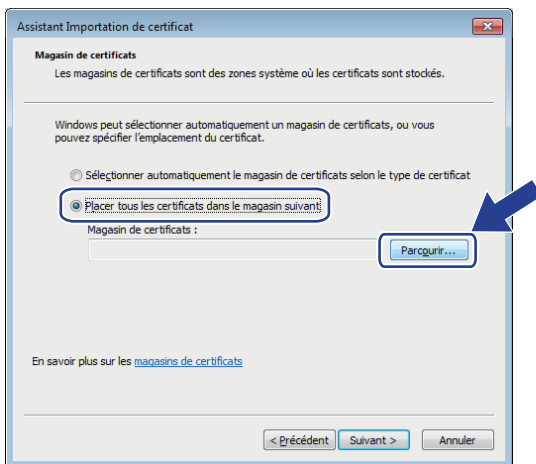 Assistant Importation de certificat
Magasin de certificats
Les magasins de certificats sont des zones système où les certificats sont stockés.
Windows peut sélectionner automatiquement un magasin de certificats, ou vous
pouvez spécifier l'emplacement du certificat.
Sélectionner automatiquement le magasin de certificats selon le type de certificat
Placer tous les certificats dans le magasin suivant
Magasin de certificats :
Parcourir...
En savoir plus sur les magasins de certificats
< Précédent Suivant > Annuler